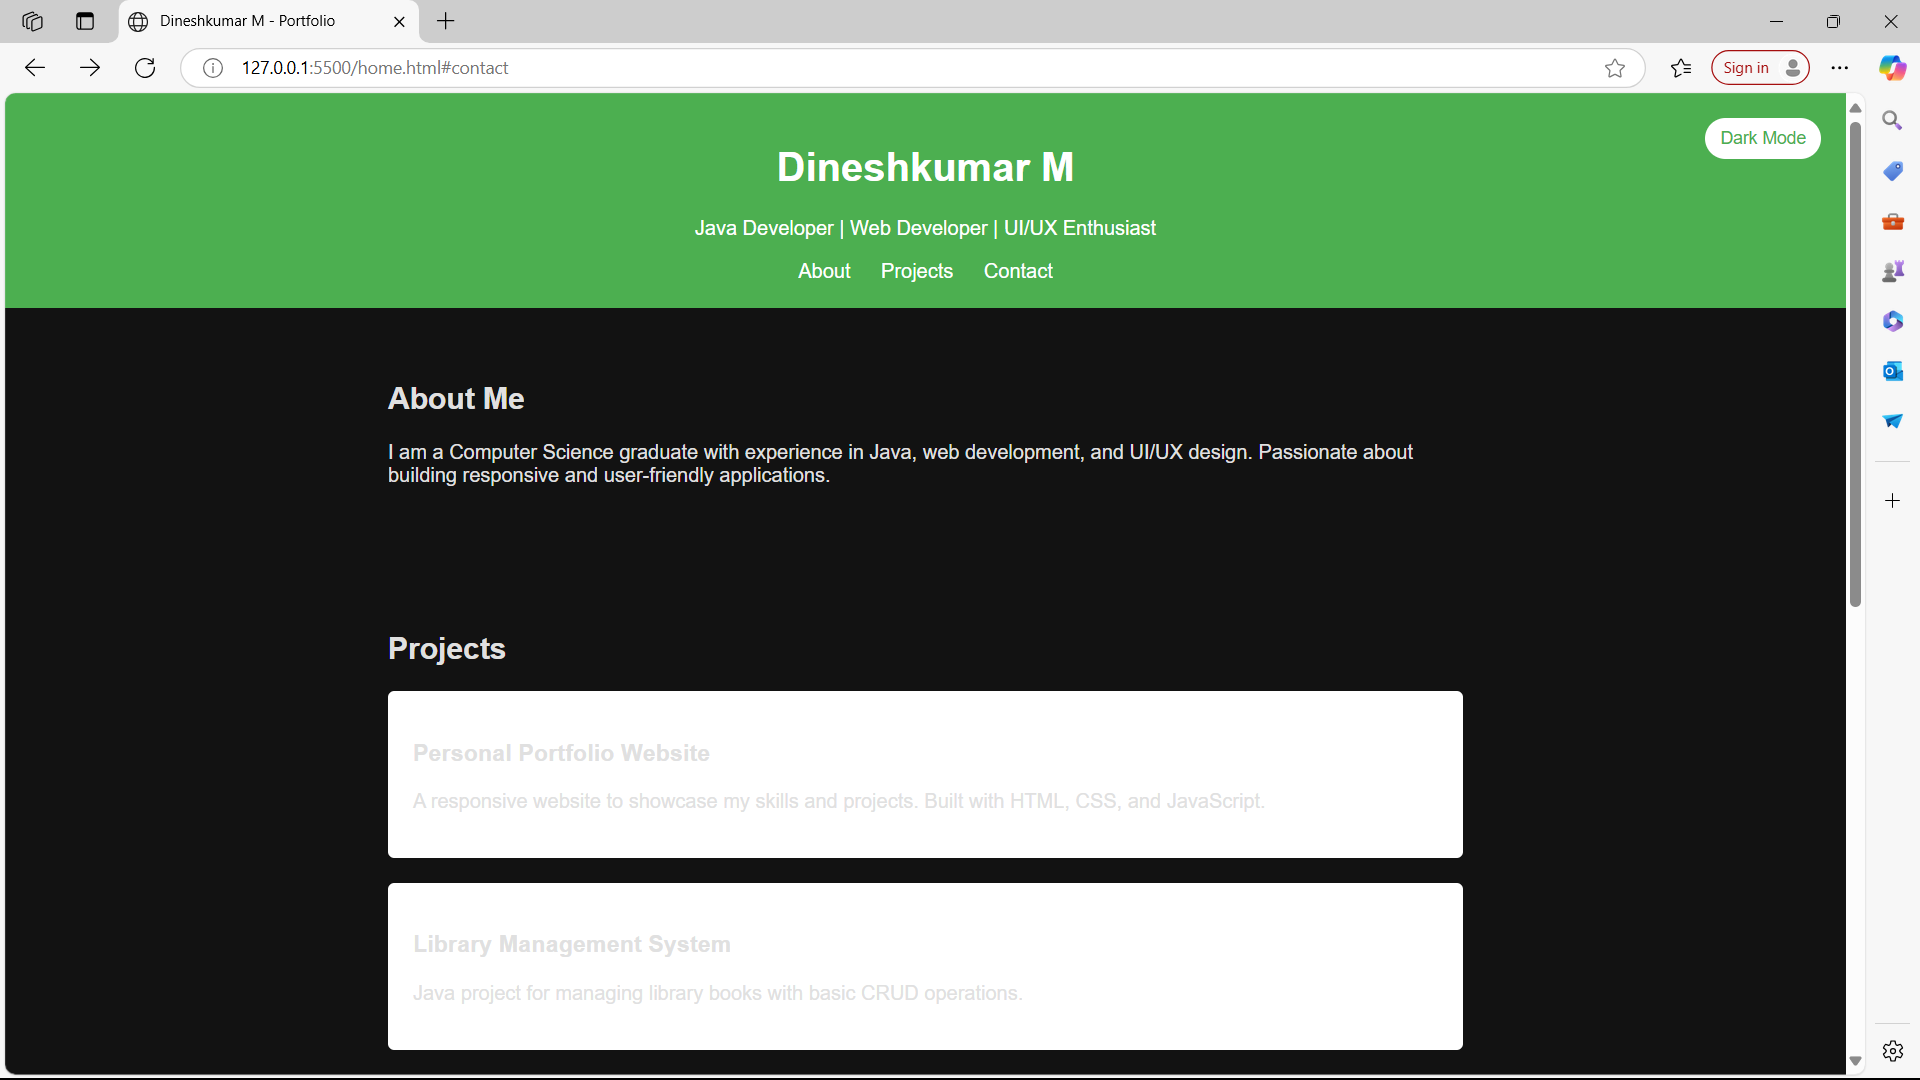 Dineshkumar M - Portfolio
127.0.0.1:5500/home.html#contact
Sign in
Dark Mode
Dineshkumar M
Java Developer | Web Developer | UI/UX Enthusiast
About Projects Contact
About Me
I am a Computer Science graduate with experience in Java, web development, and UI/UX design. Passionate about
building responsive and user-friendly applications.
Projects
Personal Portfolio Website
A responsive website to showcase my skills and projects. Built with HTML, CSS, and JavaScript.
Library Management System
Java project for managing library books with basic CRUD operations.